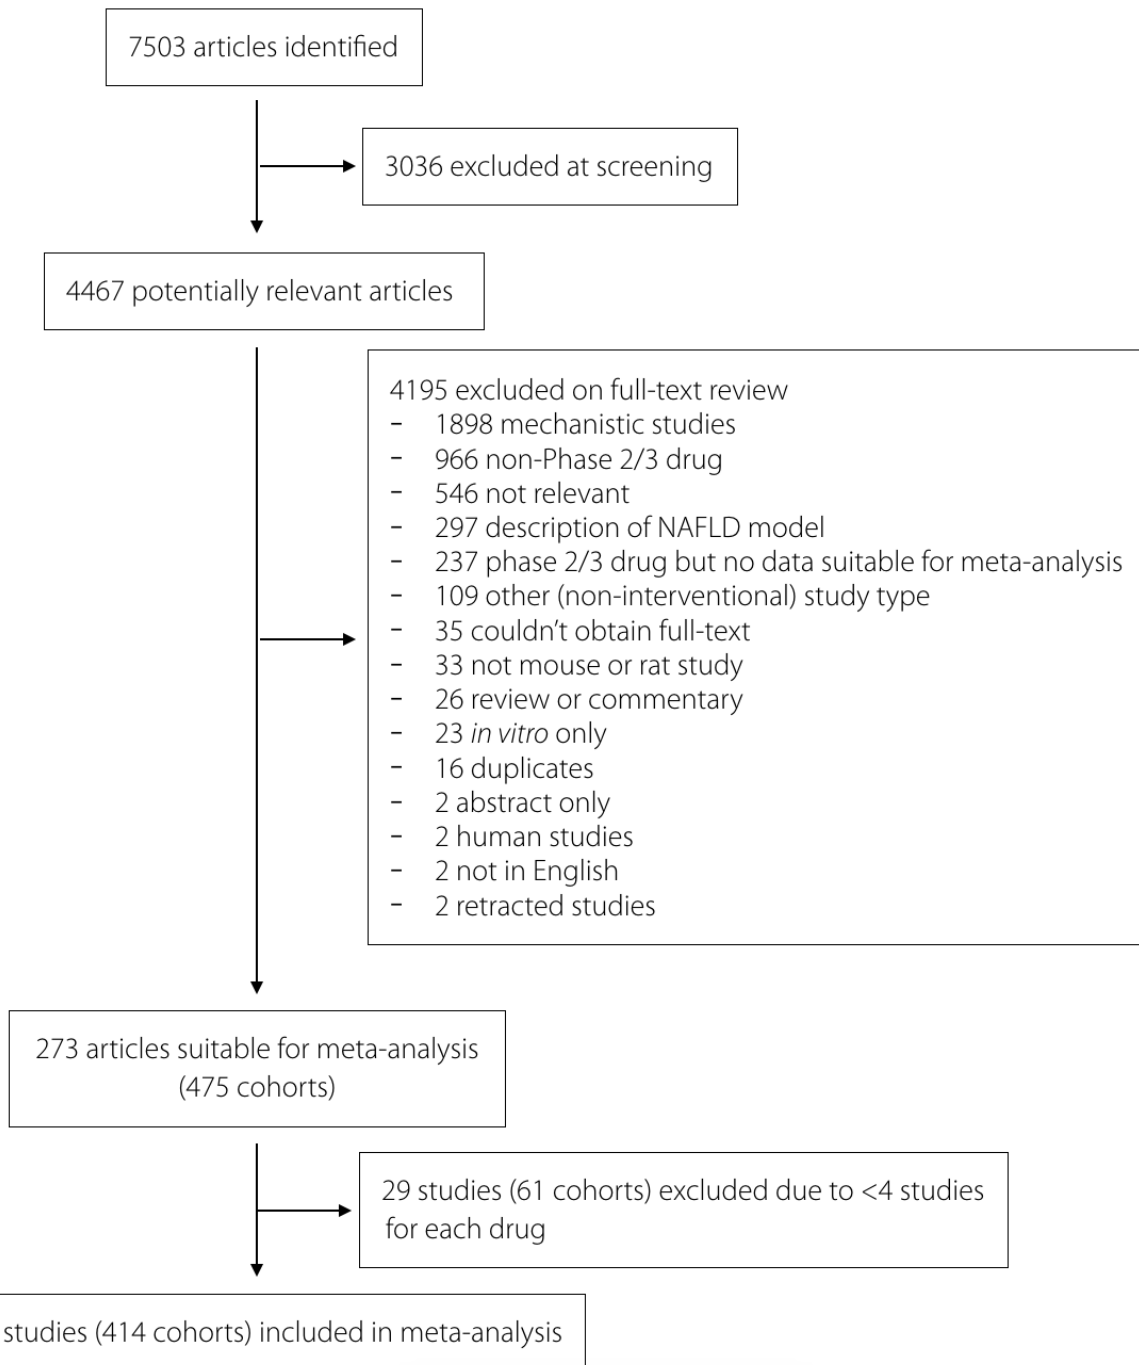 7503 articles identified
3036 excluded at screening
4467 potentially relevant articles
4195 excluded on full-text review
- 1898 mechanistic studies
- 966 non-Phase 2/3 drug
- 546 not relevant
- 297 description of NAFLD model
- 237 phase 2/3 drug but no data suitable for meta-analysis
- 109 other (non-interventional) study type
- 35 couldn't obtain full-text
- 33 not mouse or rat study
- 26 review or commentary
- 23 in vitro only
- 16 duplicates
- 2 abstract only
- 2 human studies
- 2 not in English
- 2 retracted studies
273 articles suitable for meta-analysis
(475 cohorts)
29 studies (61 cohorts) excluded due to <4 studies
for each drug
studies (414 cohorts) included in meta-analysis